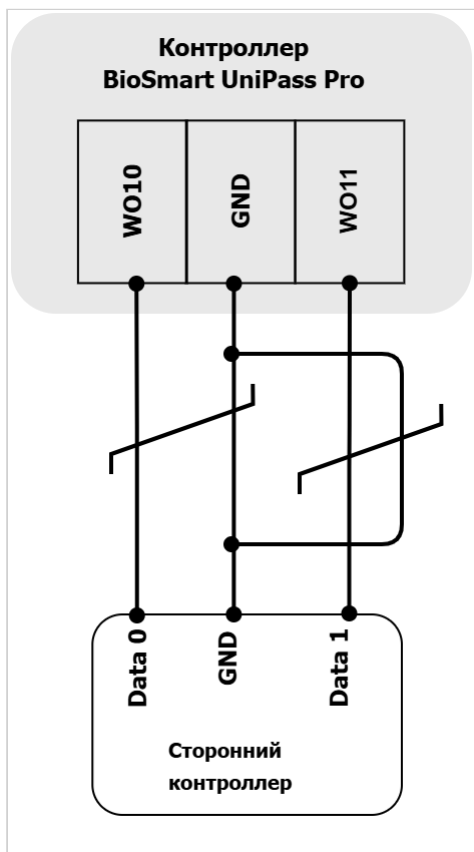 Контроллер
BioSmart UniPass Pro
WO10
GND
WO11
Data 0
GND
Data 1
Сторонний
контроллер